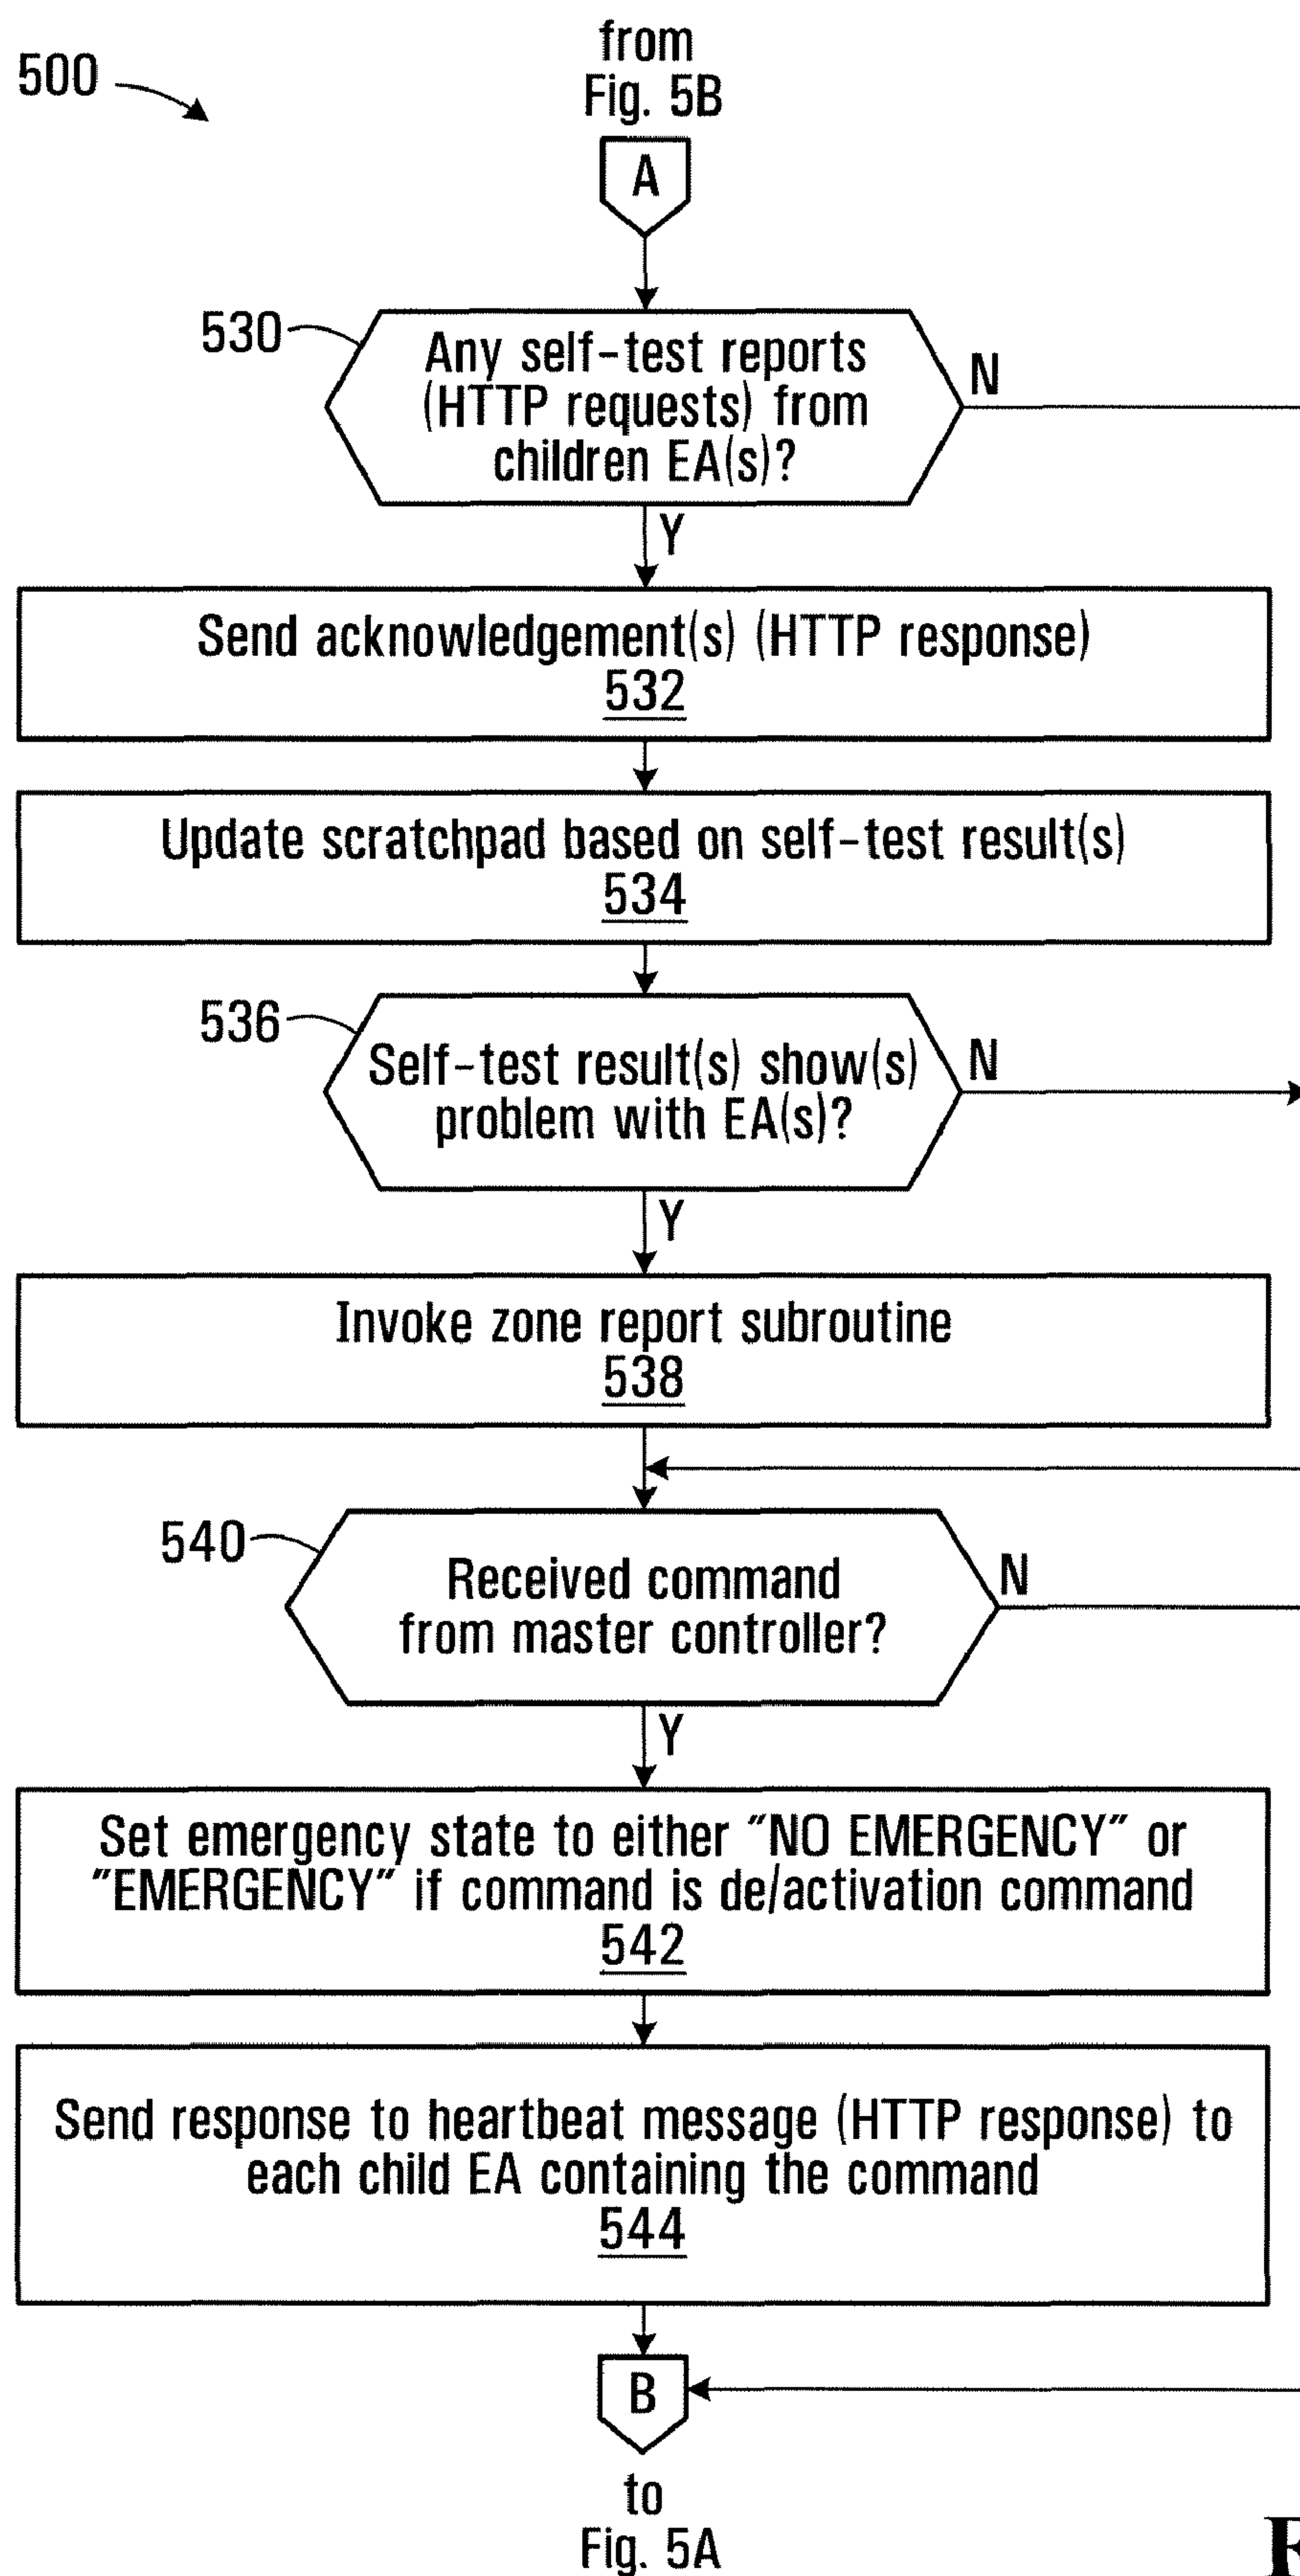 500
from
Fig. 5B
A
530
Any self-test reports
(HTTP requests) from
children EA(s)?
N
Y
Send acknowledgement(s) (HTTP response)
532
Update scratchpad based on self-test result(s)
534
536
Self-test result(s) show(s)
problem with EA(s)?
N
Y
Invoke zone report subroutine
538
540
Received command
from master controller?
N
Y
Set emergency state to either "NO EMERGENCY" or
"EMERGENCY" if command is de/activation command
542
Send response to heartbeat message (HTTP response) to
each child EA containing the command
544
B
to
Fig. 5A